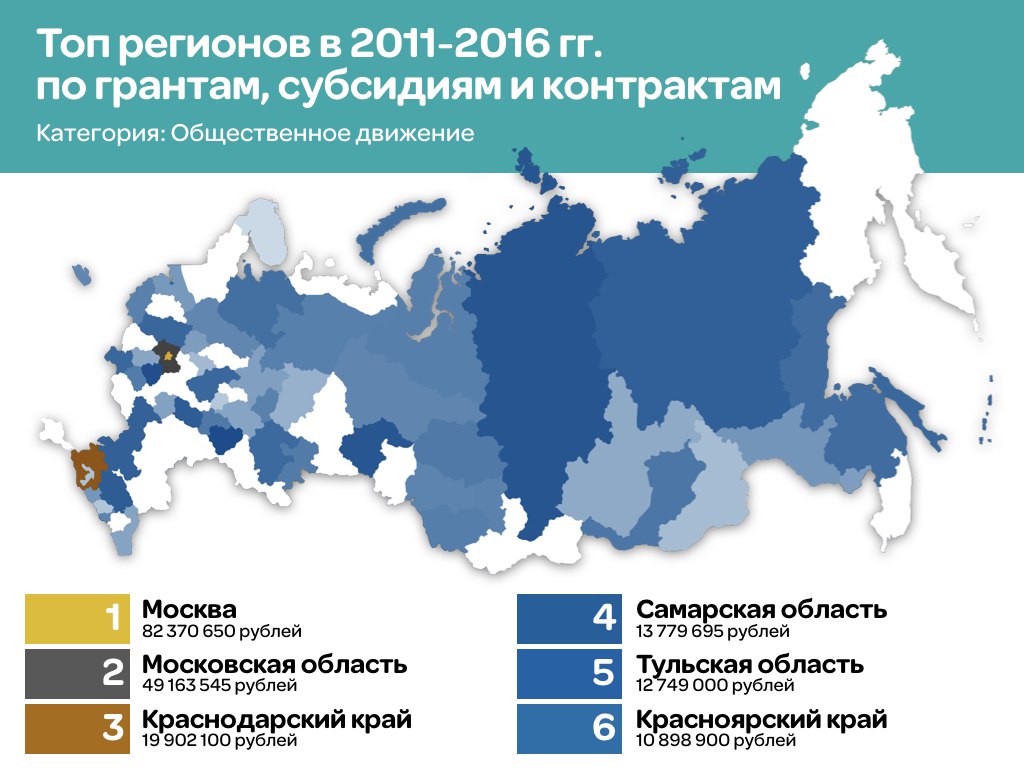 Топ регионов в 2011-2016 гг.
по грантам, субсидиям и контрактам
Категория: Общественное движение
1
Москва
82 370 650 рублей
2
Московская область
49 163 545 рублей
3
Краснодарский край
19 902 100 рублей
4
Самарская область
13 779 695 рублей
5
Тульская область
12 749 000 рублей
6
Красноярский край
10 898 900 рублей